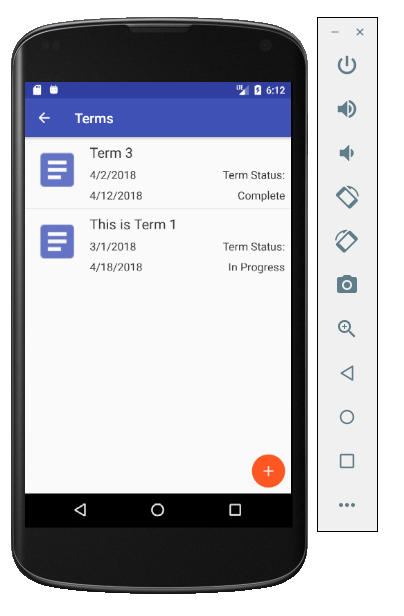 6:12
Terms
Term 3
4/2/2018 Term Status:
4/12/2018 Complete
This is Term 1
3/1/2018 Term Status:
4/18/2018 In Progress